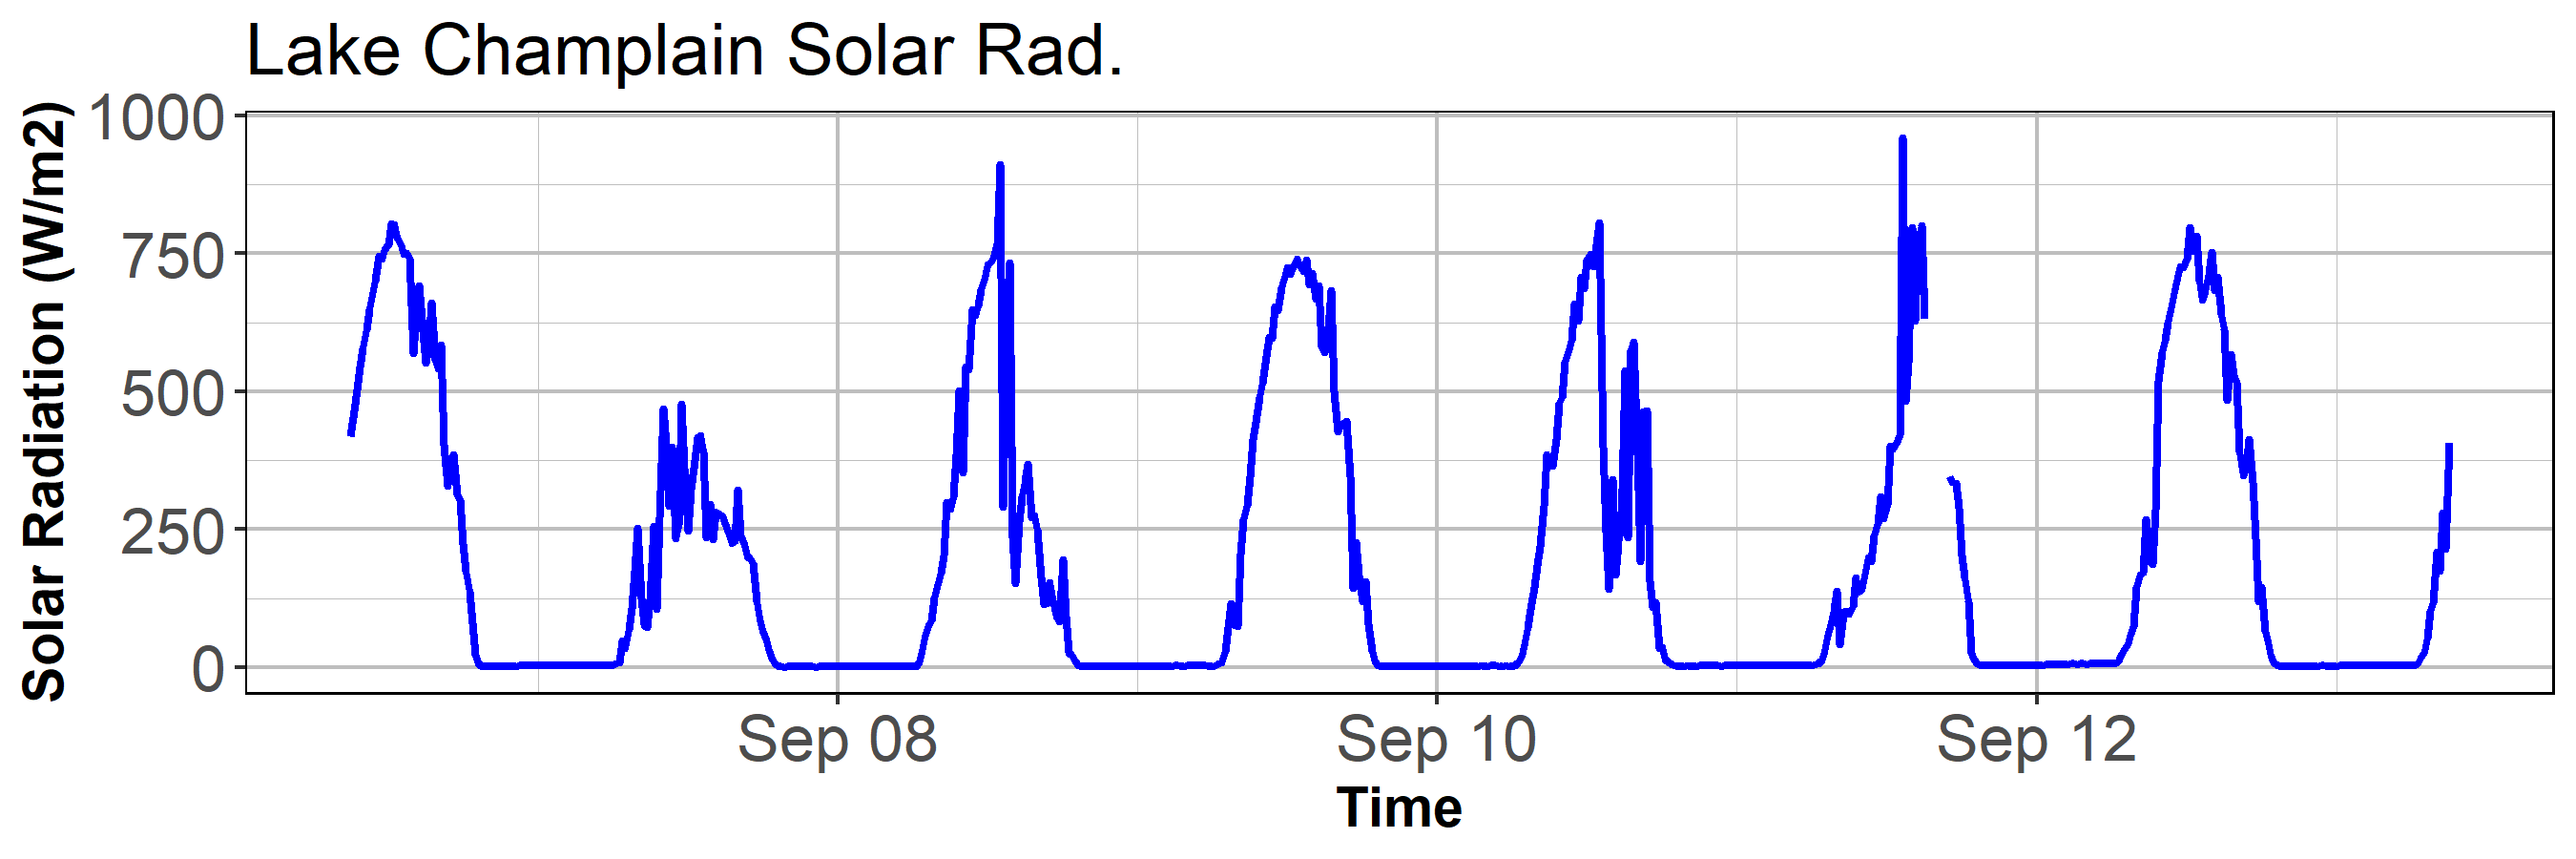 Lake Champlain Solar Rad.
Solar Radiation (W/m2)
1000
750
500
250
0
Sep 08
Sep 10
Sep 12
Time